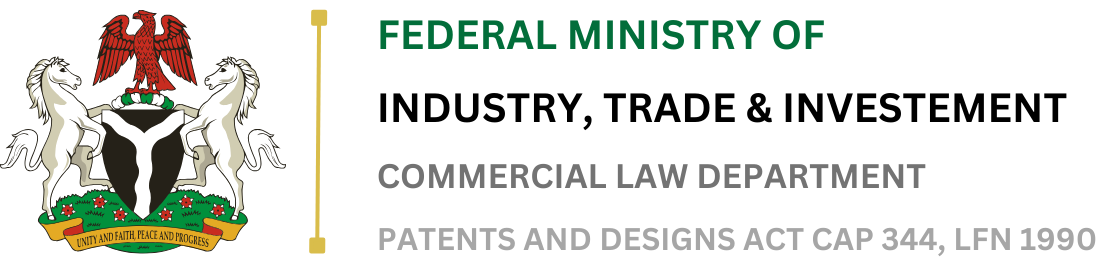 FEDERAL MINISTRY OF
INDUSTRY, TRADE & INVESTEMENT
COMMERCIAL LAW DEPARTMENT
PATENTS AND DESIGNS ACT CAP 344, LFN 1990
UNITY AND FAITH, PEACE AND PROGRESS